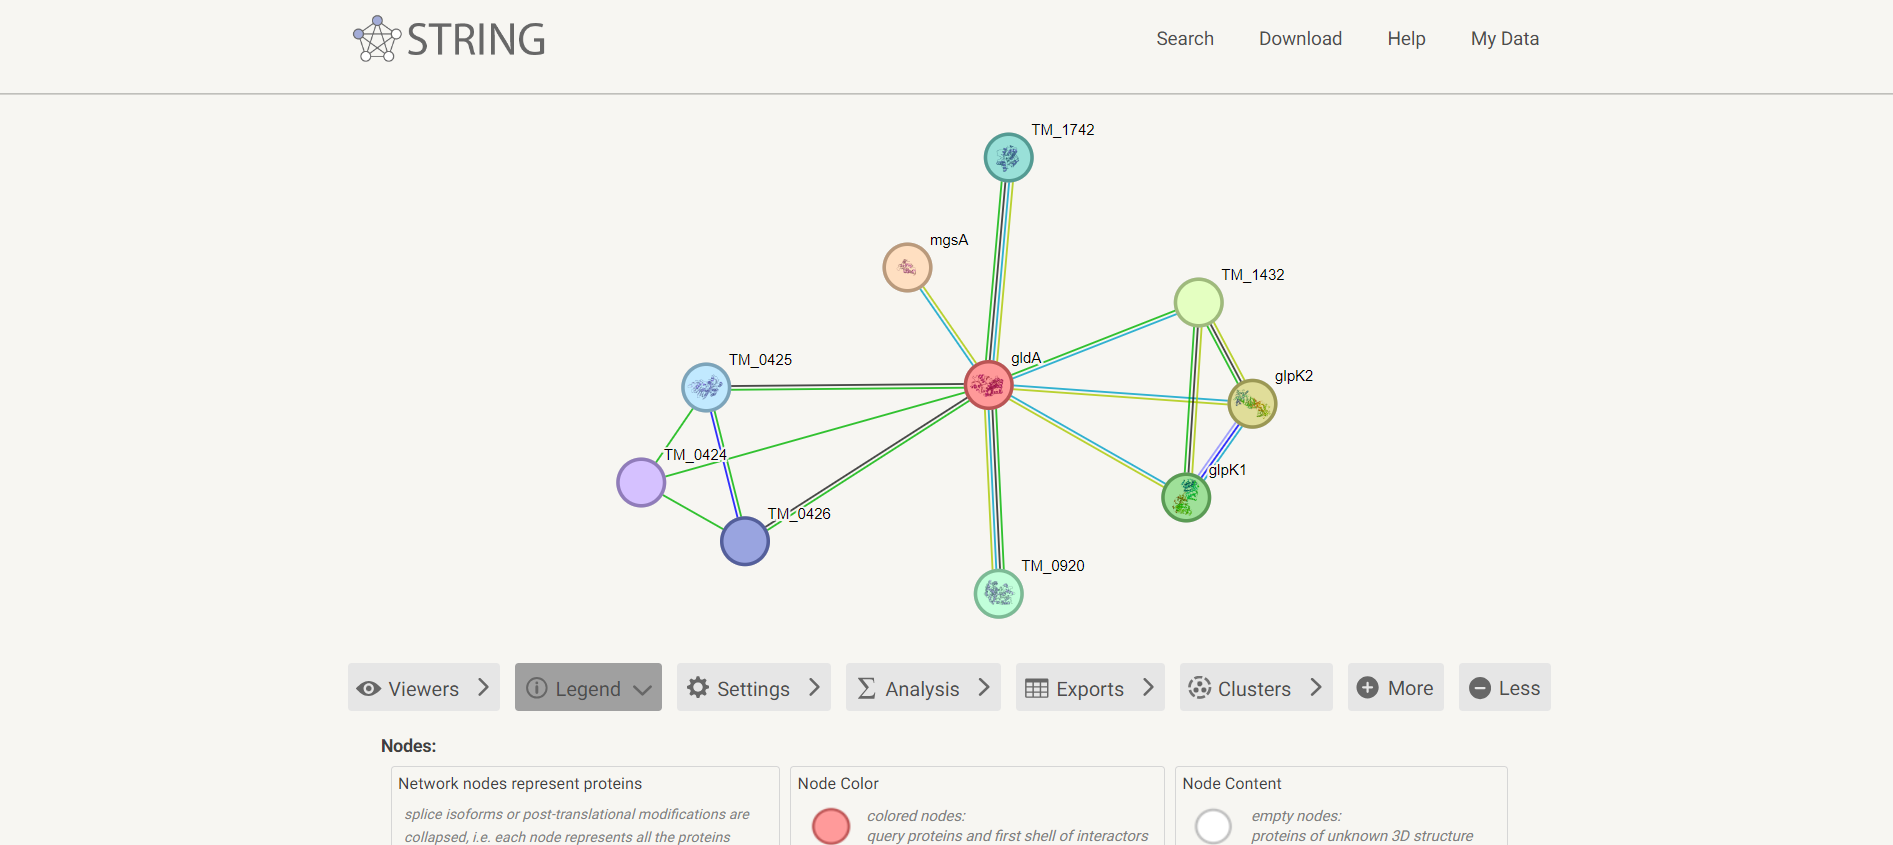 STRING
Search
Download
Help
My Data
TM_1742
mgsA
TM_1432
TM_0425
gldA
glpK2
TM_0424
glpK1
TM_0426
TM_0920
Viewers
Legend
Settings
Analysis
Exports
Clusters
More
Less
Nodes:
Network nodes represent proteins
splice isoforms or post-translational modifications are
collapsed, i.e. each node represents all the proteins
Node Color
colored nodes:
query proteins and first shell of interactors
Node Content
empty nodes:
proteins of unknown 3D structure